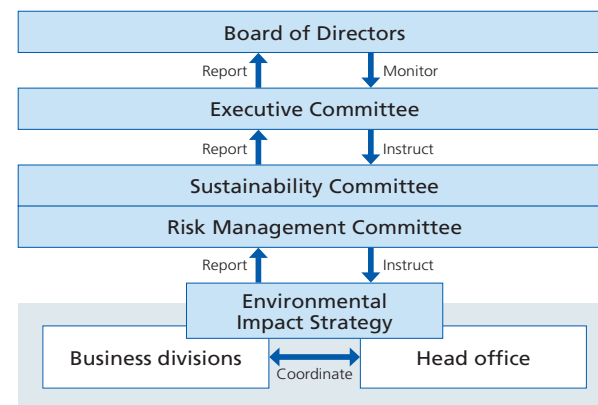 Board of Directors
Report
Monitor
Executive Committee
Report
Instruct
Sustainability Committee
Risk Management Committee
Report
Instruct
Environmental
Impact Strategy
Business divisions
Head office
Coordinate